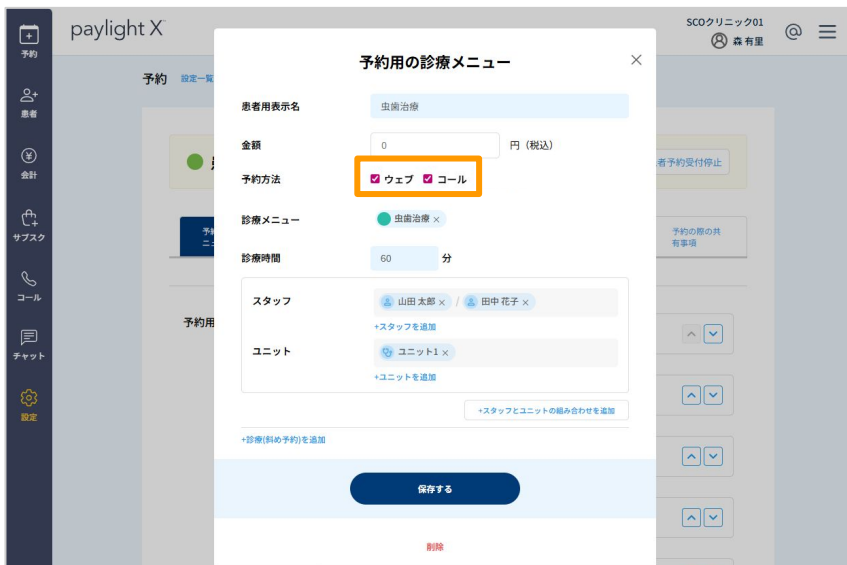 paylight X
SCOクリニック01
森 有里
予約
患者
会計
サブスク
コール
チャット
設定
予約 設定一覧
者予約受付停止
予約の際の共
有事項
予約用
予約用の診療メニュー
患者用表示名 虫歯治療
金額 0 円（税込）
予約方法 ウェブ コール
診療メニュー 虫歯治療 ×
診療時間 60 分
スタッフ 山田 太郎 × / 田中 花子 ×
+スタッフを追加
ユニット ユニット1 ×
+ユニットを追加
+スタッフとユニットの組み合わせを追加
+診療(斜め予約)を追加
保存する
削除